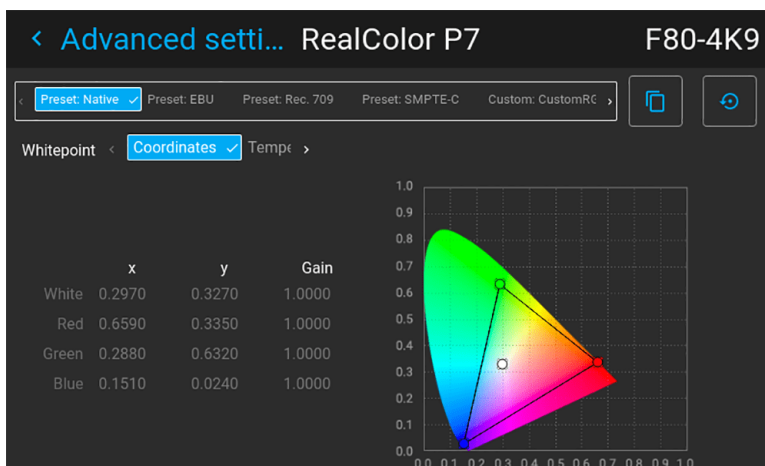 Advanced setti... RealColor P7 F80-4K9
Preset: Native Preset: EBU Preset: Rec. 709 Preset: SMPTE-C Custom: CustomRG
Whitepoint Coordinates Tempe
1.0
0.9
0.8
0.7
0.6
0.5
0.4
0.3
0.2
0.1
0.0
x y Gain
White 0.2970 0.3270 1.0000
Red 0.6590 0.3350 1.0000
Green 0.2880 0.6320 1.0000
Blue 0.1510 0.0240 1.0000
0.0 0.1 0.2 0.3 0.4 0.5 0.6 0.7 0.8 0.9 1.0